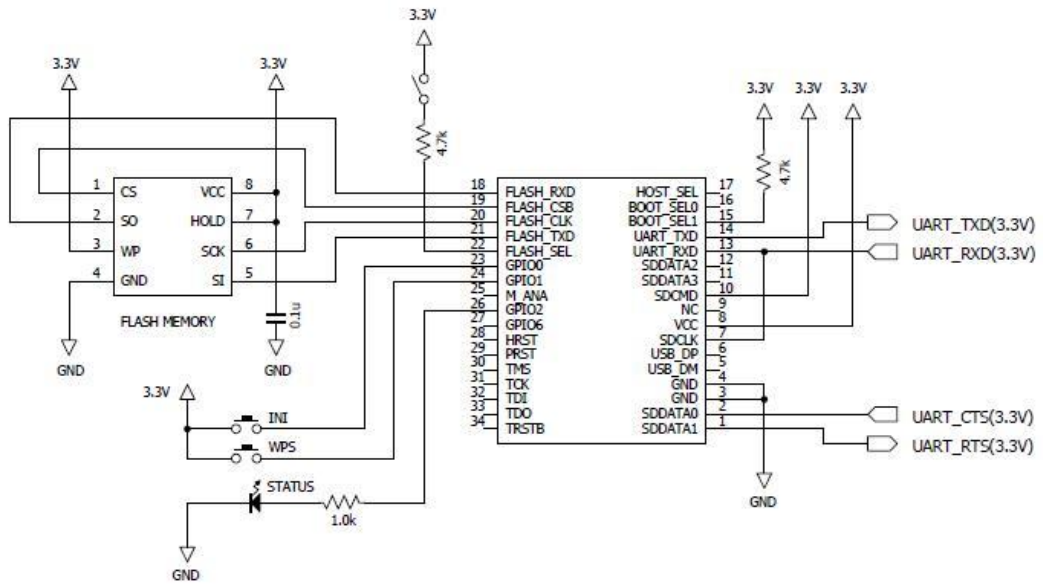 3.3V
3.3V
3.3V
3.3V
3.3V
3.3V
4.7k
4.7k
1 CS VCC 8
2 SO HOLD 7
3 WP SCK 6
4 GND SI 5
FLASH MEMORY
0.1u
GND
GND
18 FLASH_RXD HOST_SEL 17
19 FLASH_CSB BOOT_SEL0 16
20 FLASH_CLK BOOT_SEL1 15
21 FLASH_TXD UART_TXD 14
22 FLASH_SEL UART_RXD 13
23 GPIO0 SDDATA2 12
24 GPIO1 SDDATA3 11
25 M_ANA SDCMD 10
26 GPIO2 NC 9
27 GPIO6 VCC 8
28 HRST SDCLK 7
29 PRST USB_DP 6
30 TMS USB_DM 5
31 TCK GND 4
32 TDI GND 3
33 TDO SDDATA0 2
34 TRSTB SDDATA1 1
UART_TXD(3.3V)
UART_RXD(3.3V)
UART_CTS(3.3V)
UART_RTS(3.3V)
GND
3.3V
INI
WPS
STATUS
1.0k
GND